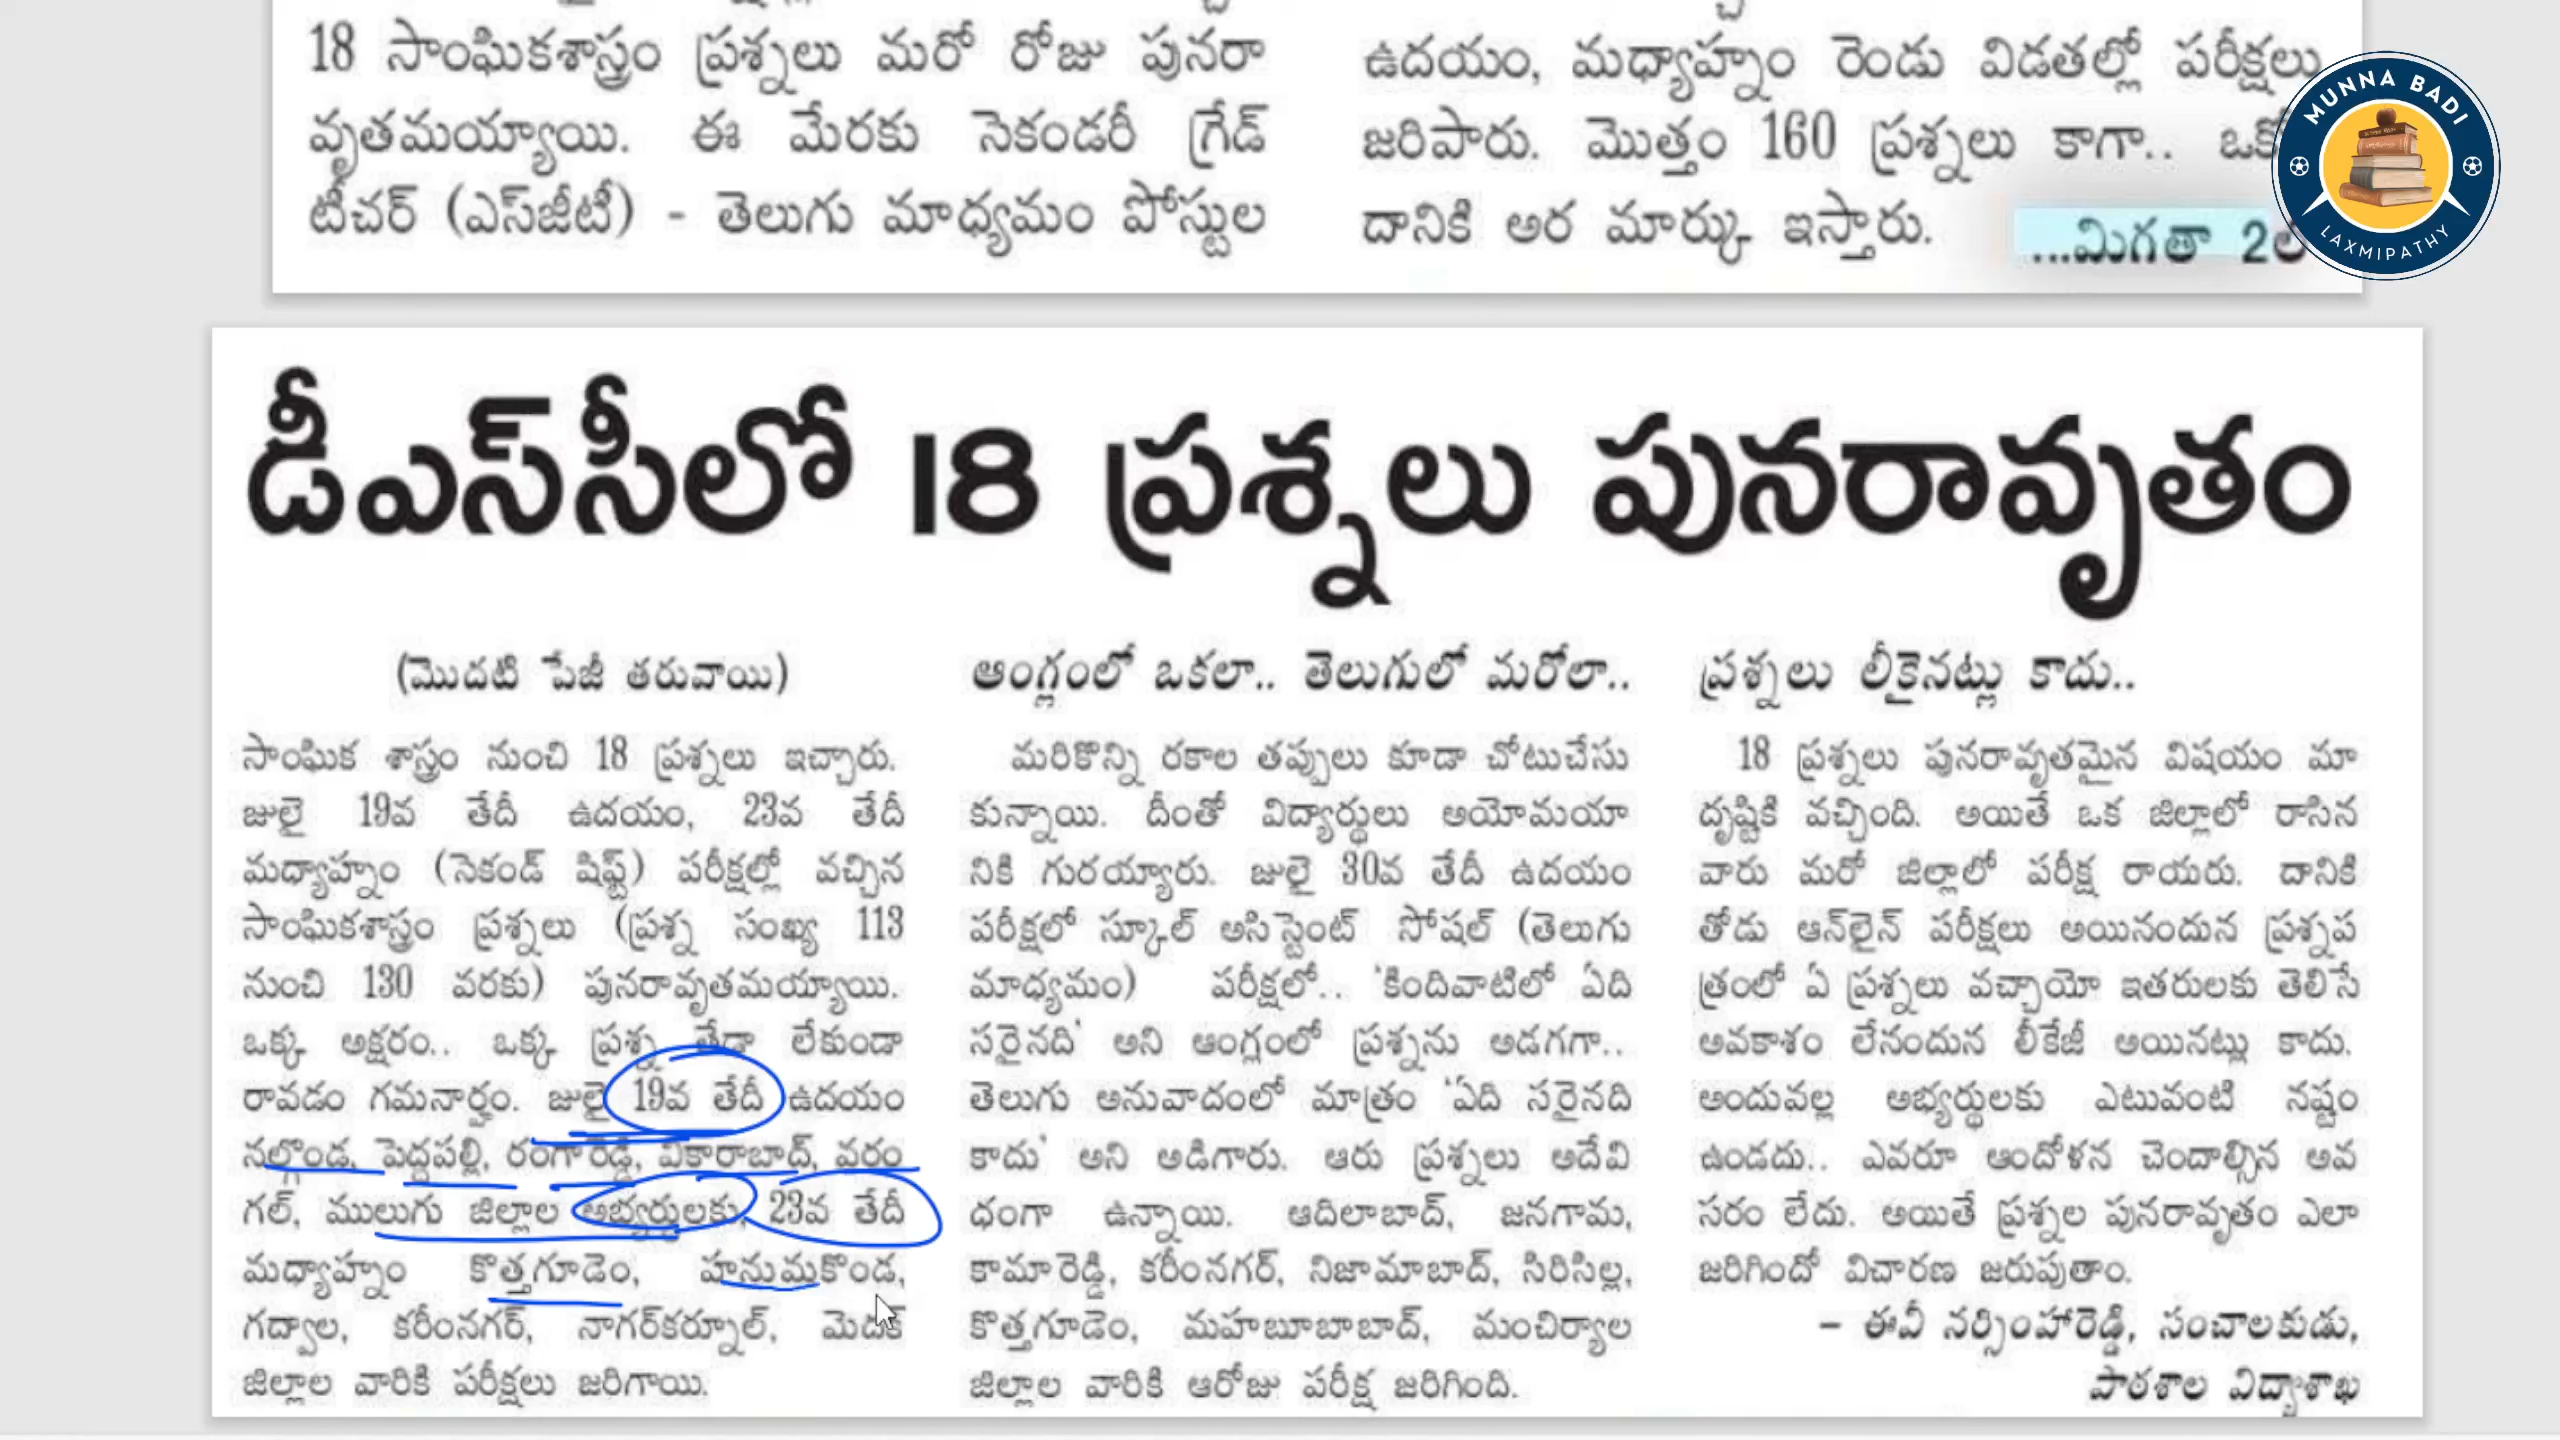 18 సాంఘికశాస్త్రం ప్రశ్నలు మరో రోజు పునరా
వృతమయ్యాయి. ఈ మేరకు సెకండరీ గ్రేడ్
టీచర్ (ఎస్‌జీటీ) - తెలుగు మాధ్యమం పోస్టుల
ఉదయం, మధ్యాహ్నం రెండు విడతల్లో పరీక్షలు
జరిపారు. మొత్తం 160 ప్రశ్నలు కాగా..
దానికి అర మార్కు ఇస్తారు.
...మిగతా 2లో
MUNNA BADI
LAXMIPATHY
డీఎస్‌సీలో 18 ప్రశ్నలు పునరావృతం
(మొదటి పేజీ తరువాయి)
సాంఘిక శాస్త్రం నుంచి 18 ప్రశ్నలు ఇచ్చారు.
జులై 19వ తేదీ ఉదయం, 23వ తేదీ
మధ్యాహ్నం (సెకండ్ షిఫ్ట్) పరీక్షల్లో వచ్చిన
సాంఘికశాస్త్రం ప్రశ్నలు (ప్రశ్న సంఖ్య 113
నుంచి 130 వరకు) పునరావృతమయ్యాయి.
ఒక్క అక్షరం.. ఒక్క ప్రశ్న తేడా లేకుండా
రావడం గమనార్హం. జులై 19వ తేదీ ఉదయం
నల్గొండ, పెద్దపల్లి, రంగారెడ్డి, వికారాబాద్, వరం
గల్, ములుగు జిల్లాల అభ్యర్థులకు, 23వ తేదీ
మధ్యాహ్నం కొత్తగూడెం, హనుమకొండ,
గద్వాల, కరీంనగర్, నాగర్‌కర్నూల్, మెదక్
జిల్లాల వారికి పరీక్షలు జరిగాయి.
ఆంగ్లంలో ఒకలా.. తెలుగులో మరోలా..
మరికొన్ని రకాల తప్పులు కూడా చోటుచేసు
కున్నాయి. దీంతో విద్యార్థులు అయోమయా
నికి గురయ్యారు. జులై 30వ తేదీ ఉదయం
పరీక్షలో స్కూల్ అసిస్టెంట్ సోషల్ (తెలుగు
మాధ్యమం) పరీక్షలో.. 'కిందివాటిలో ఏది
సరైనది' అని ఆంగ్లంలో ప్రశ్నను అడగగా..
తెలుగు అనువాదంలో మాత్రం 'ఏది సరైనది
కాదు' అని అడిగారు. ఆరు ప్రశ్నలు అదేవి
ధంగా ఉన్నాయి. ఆదిలాబాద్, జనగామ,
కామారెడ్డి, కరీంనగర్, నిజామాబాద్, సిరిసిల్ల,
కొత్తగూడెం, మహబూబాబాద్, మంచిర్యాల
జిల్లాల వారికి ఆరోజు పరీక్ష జరిగింది.
ప్రశ్నలు లీకైనట్లు కాదు..
18 ప్రశ్నలు పునరావృతమైన విషయం మా
దృష్టికి వచ్చింది. అయితే ఒక జిల్లాలో రాసిన
వారు మరో జిల్లాలో పరీక్ష రాయరు. దానికి
తోడు ఆన్‌లైన్ పరీక్షలు అయినందున ప్రశ్నప
త్రంలో ఏ ప్రశ్నలు వచ్చాయో ఇతరులకు తెలిసే
అవకాశం లేనందున లీకేజీ అయినట్లు కాదు.
అందువల్ల అభ్యర్థులకు ఎటువంటి నష్టం
ఉండదు.. ఎవరూ ఆందోళన చెందాల్సిన అవ
సరం లేదు. అయితే ప్రశ్నల పునరావృతం ఎలా
జరిగిందో విచారణ జరుపుతాం.
- ఈవీ నర్సింహారెడ్డి, సంచాలకుడు,
పాఠశాల విద్యాశాఖ